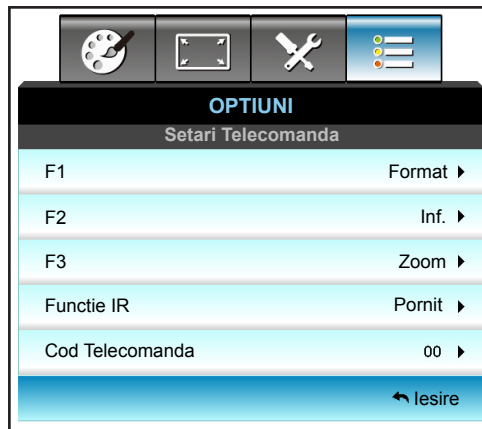 OPTIUNI
Setari Telecomanda
F1 Format
F2 Inf.
F3 Zoom
Functie IR Pornit
Cod Telecomanda 00
Iesire